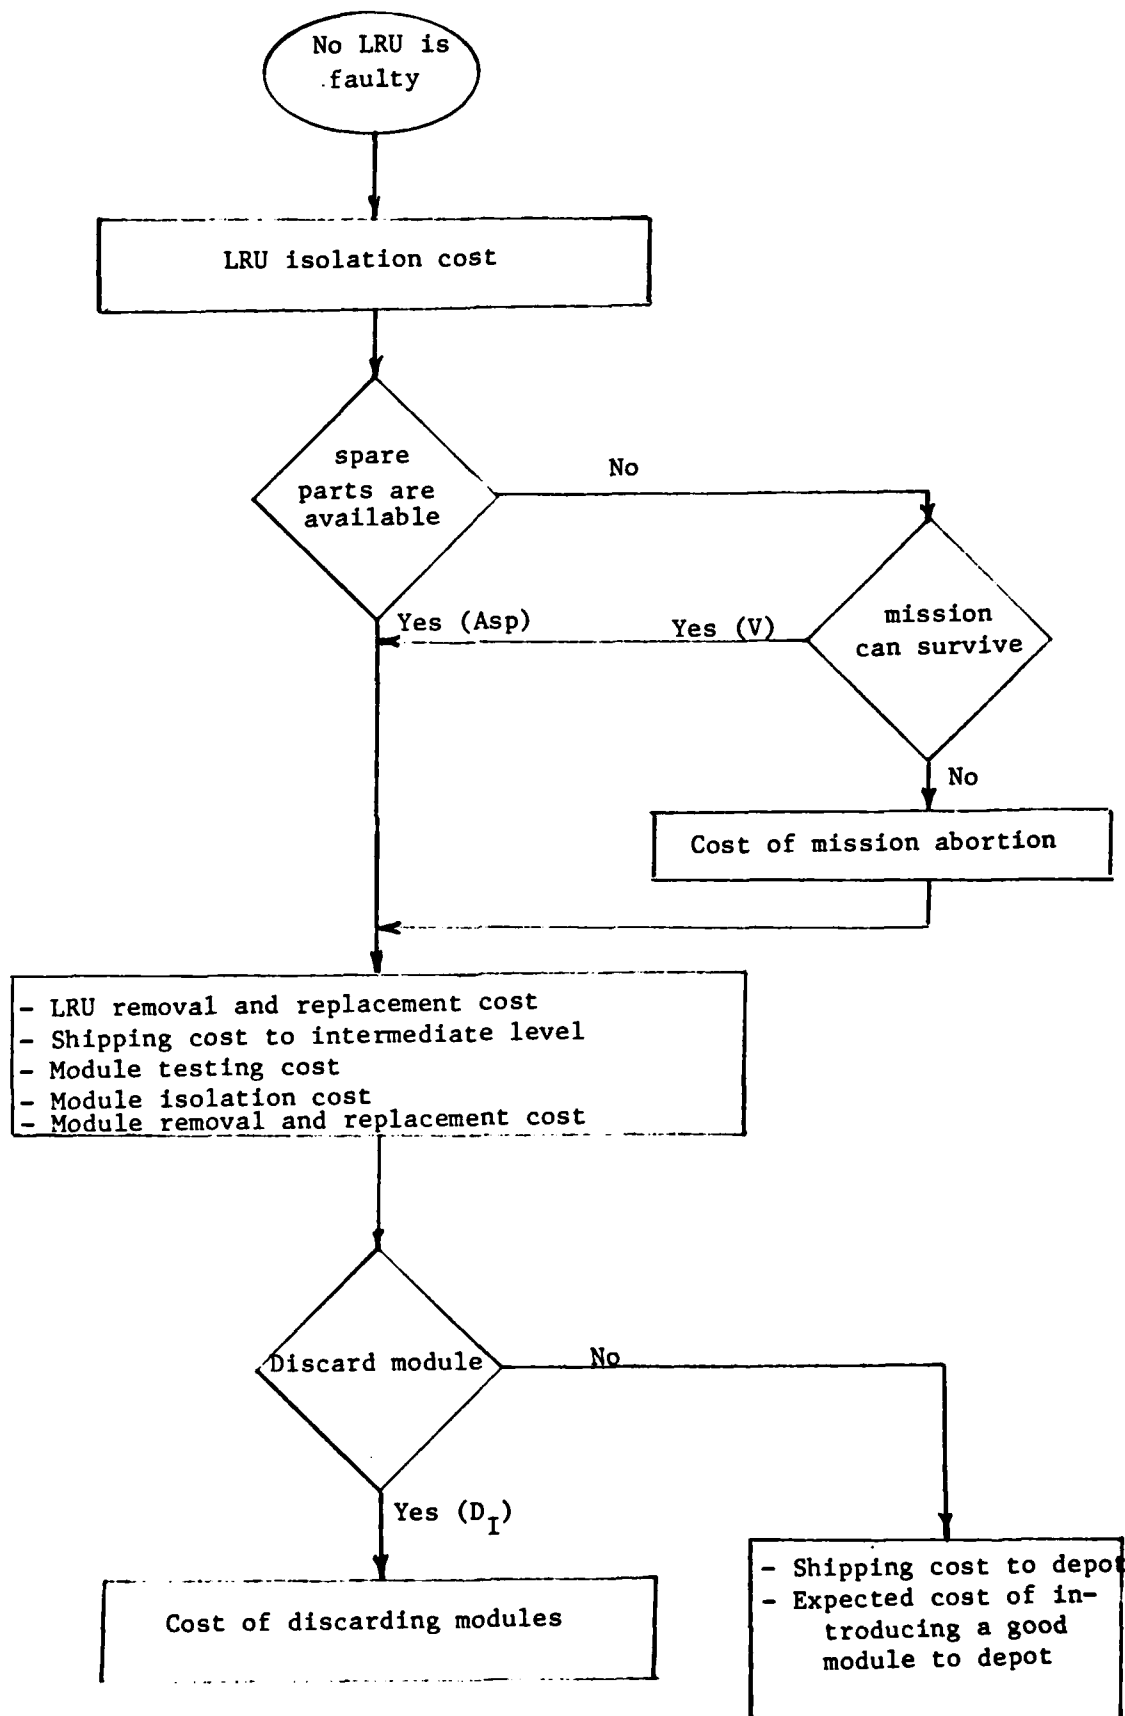 No LRU is
faulty
LRU isolation cost
spare
parts are
available
No
Yes (Asp)
Yes (V)
mission
can survive
No
Cost of mission abortion
- LRU removal and replacement cost
- Shipping cost to intermediate level
- Module testing cost
- Module isolation cost
- Module removal and replacement cost
Discard module
No
Yes (D_I)
Cost of discarding modules
- Shipping cost to depot
- Expected cost of in-
troducing a good
module to depot